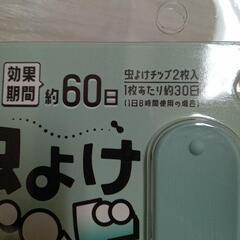 効果期間 約60日
虫よけチップ2枚入
1枚あたり約30日
(1日8時間使用の場合)
虫よけ